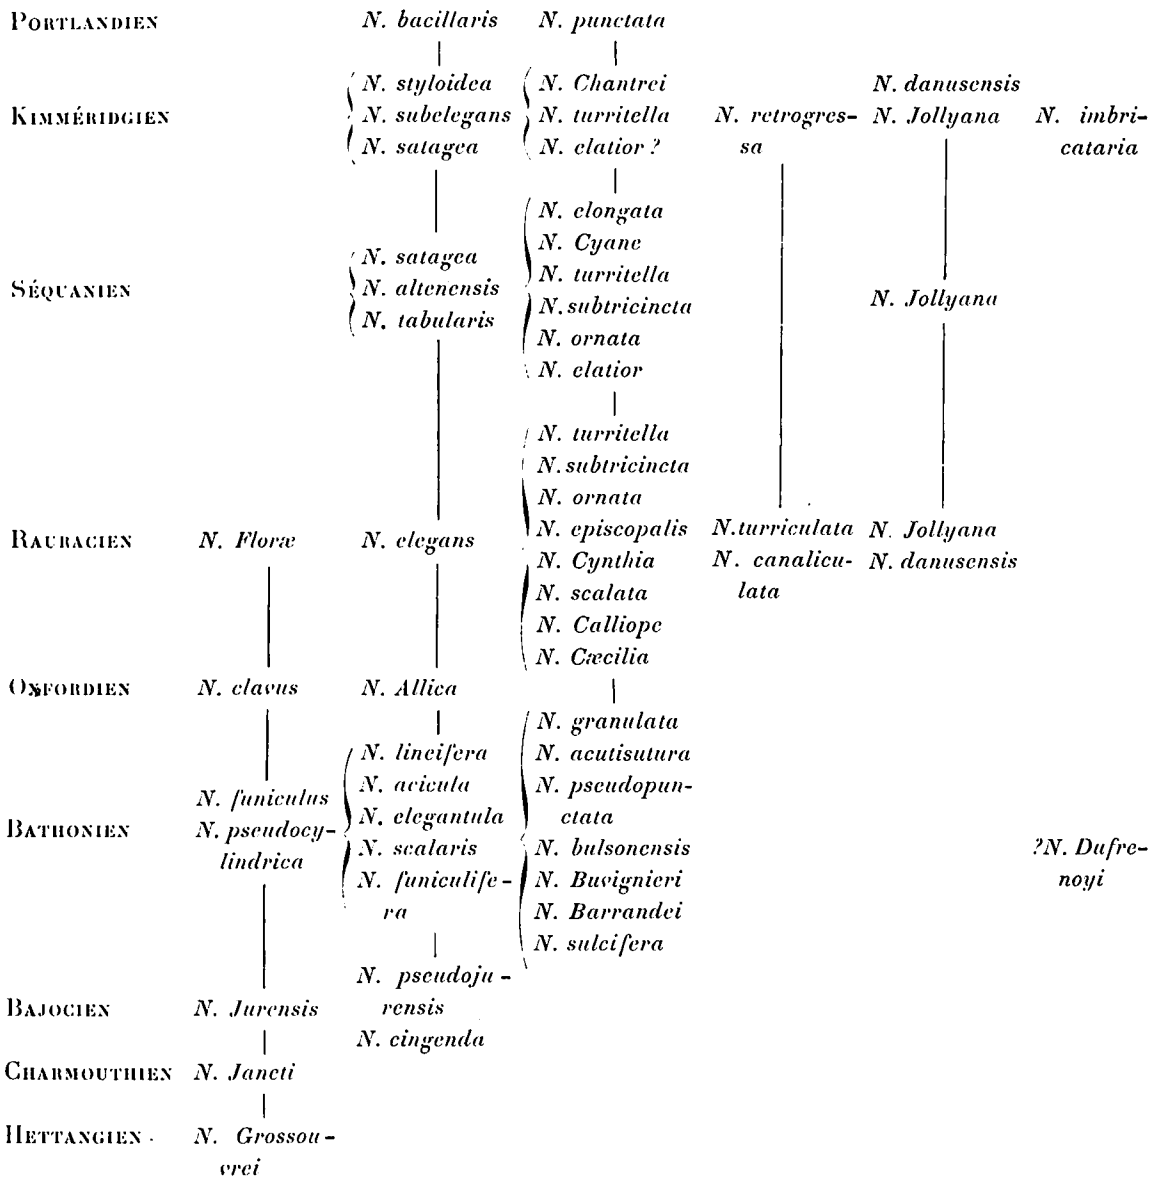 PORTLANDIEN N. bacillaris N. punctata
N. styloidea N. Chantrei N. danusensis
KIMMÉRIDGIEN N. subelegans N. turritella N. retrogres- N. Jollyana N. imbri-
N. satagea N. elatior ? sa cataria
N. elongata
N. Cyane
N. satagea N. turritella
SÉQUANIEN N. altenensis N. subtricincta N. Jollyana
N. tabularis N. ornata
N. elatior
N. turritella
N. subtricincta
N. ornata
N. episcopalis N. turriculata N. Jollyana
RAURACIEN N. Floræ N. elegans N. Cynthia N. canalicu- N. danusensis
N. scalata lata
N. Calliope
N. Cæcilia
OXFORDIEN N. clavus N. Allica
N. granulata
N. lineifera N. acutisutura
N. funiculus N. acicula N. pseudopun-
N. elegantula ctata
BATHONIEN N. pseudocy- N. scalaris N. bulsonensis ?N. Dufre-
lindrica N. funiculife- N. Buvignieri noyi
ra N. Barrandei
N. sulcifera
N. pseudoju-
BAJOCIEN N. Jurensis rensis
N. cingenda
CHARMOUTHIEN N. Janeti
HETTANGIEN. N. Grossou-
vrei